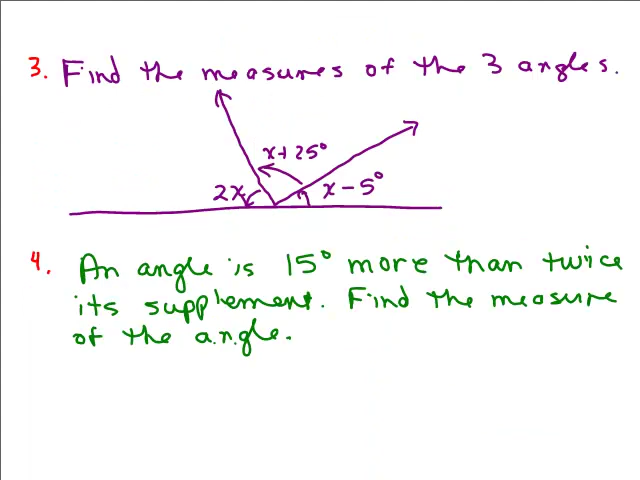 3. Find the measures of the 3 angles.
x+25°
2x
x-5°
4. An angle is 15° more than twice
its supplement. Find the measure
of the angle.